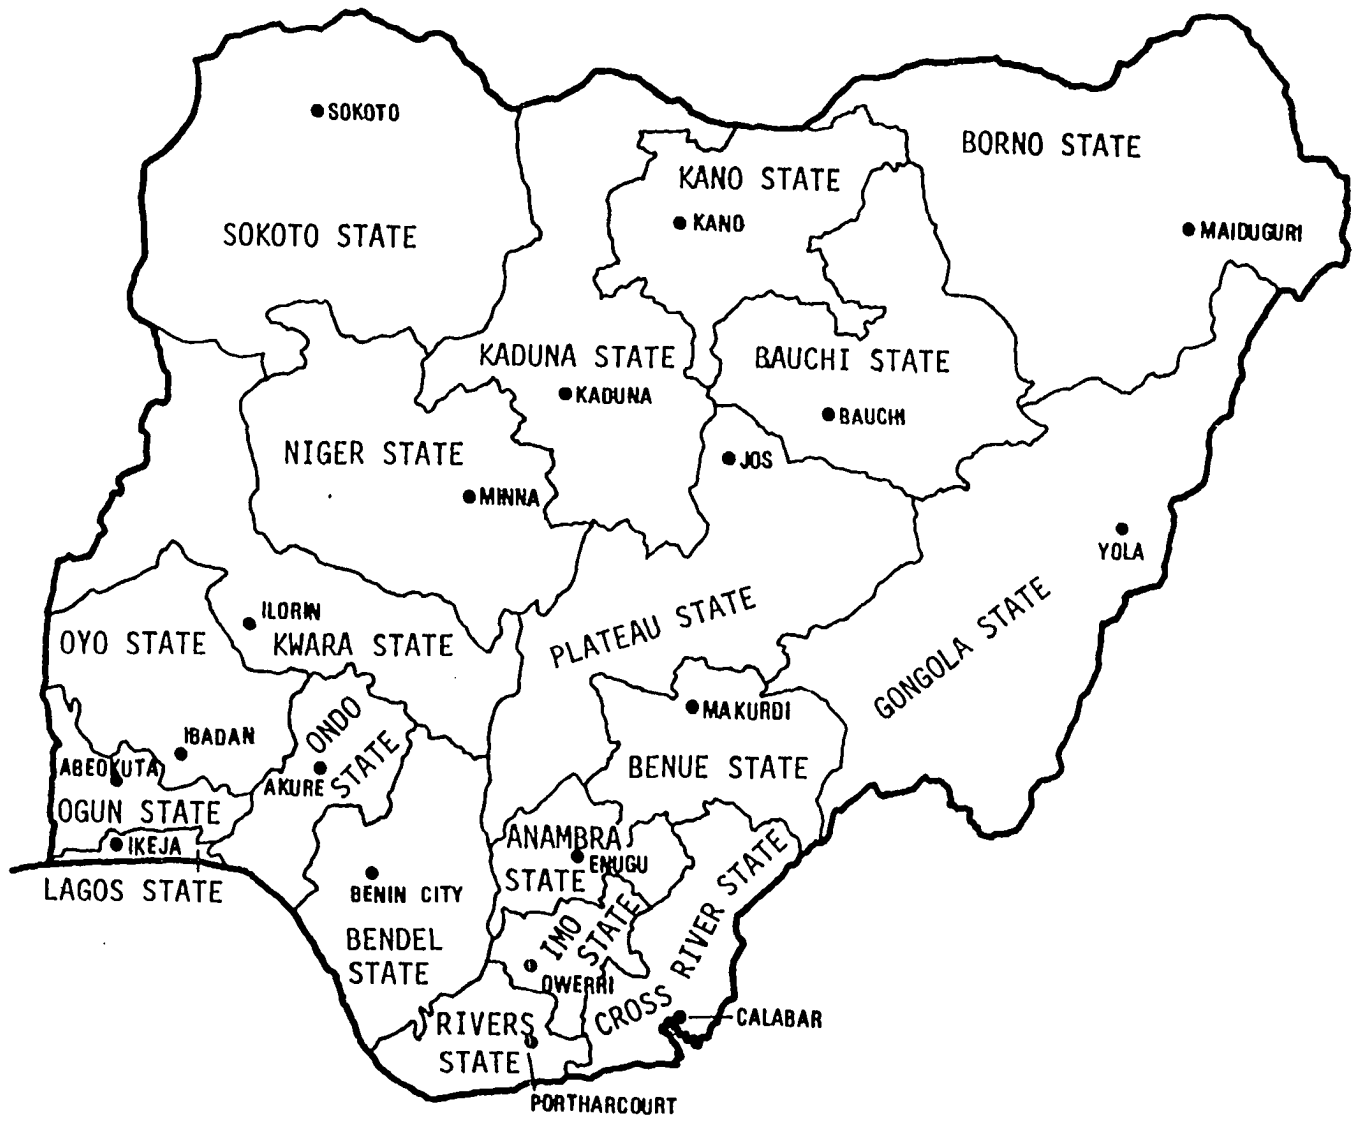 SOKOTO
SOKOTO STATE
BORNO STATE
KANO STATE
KANO
MAIDUGURI
KADUNA STATE
KADUNA
BAUCHI STATE
BAUCHI
NIGER STATE
MINNA
JOS
YOLA
ILORIN
OYO STATE
KWARA STATE
PLATEAU STATE
GONGOLA STATE
IBADAN
ONDO
STATE
AKURE
MAKURDI
BENUE STATE
ABEOKUTA
OGUN STATE
IKEJA
LAGOS STATE
ANAMBRA
STATE
ENUGU
BENIN CITY
BENDEL
STATE
IMO
STATE
OWERRI
CROSS RIVER STATE
RIVERS
STATE
CALABAR
PORTHARCOURT